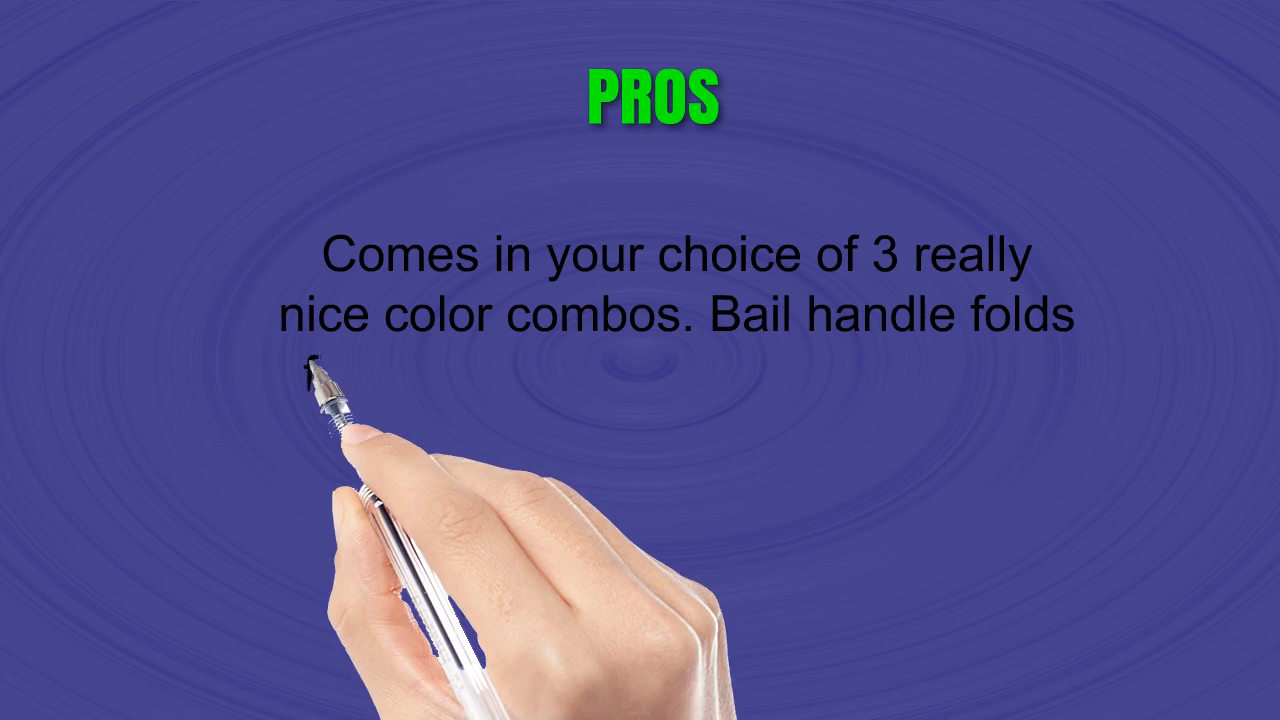 PROS
Comes in your choice of 3 really
nice color combos. Bail handle folds